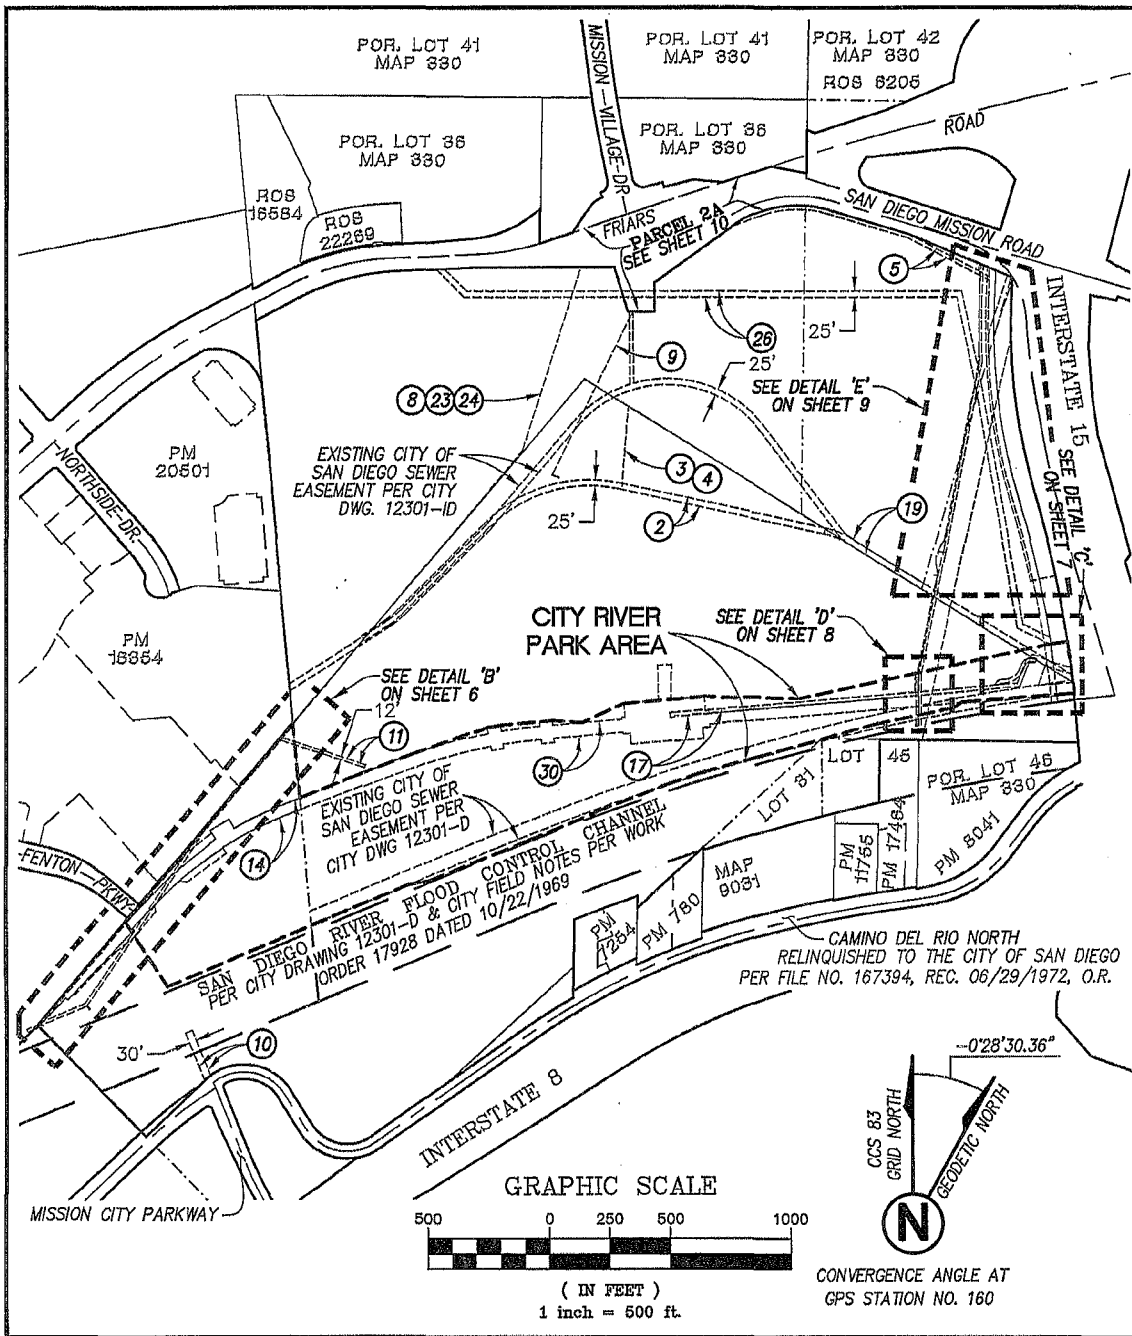 POR. LOT 41
MAP 330
MISSION VILLAGE DR
POR. LOT 41
MAP 330
POR. LOT 42
MAP 330
ROS 6205
ROAD
POR. LOT 36
MAP 330
POR. LOT 36
MAP 330
ROS
16584
ROS
22269
FRIARS
PARCEL 2A
SEE SHEET 10
SAN DIEGO MISSION ROAD
5
INTERSTATE 15
26
25'
9
25'
8 23 24
SEE DETAIL 'E'
ON SHEET 9
SEE DETAIL 'C'
ON SHEET 7
PM
20501
NORTHSIDE DR.
EXISTING CITY OF
SAN DIEGO SEWER
EASEMENT PER CITY
DWG. 12301-ID
3 4
25'
2
19
CITY RIVER
PARK AREA
SEE DETAIL 'D'
ON SHEET 8
PM
18354
SEE DETAIL 'B'
ON SHEET 6
12'
11
30
17
EXISTING CITY OF
SAN DIEGO SEWER
EASEMENT PER
CITY DWG 12301-D
14
LOT 45
POR. LOT 46
MAP 330
LOT 31
FENTON PKWY
SAN DIEGO RIVER FLOOD CONTROL CHANNEL
PER CITY DRAWING 12301-D & CITY FIELD NOTES PER WORK
ORDER 17928 DATED 10/22/1969
PM
11755
PM 17464
PM 8041
MAP
9031
PM 780
PM
7254
CAMINO DEL RIO NORTH
RELINQUISHED TO THE CITY OF SAN DIEGO
PER FILE NO. 167394, REC. 06/29/1972, O.R.
30'
10
INTERSTATE 8
MISSION CITY PARKWAY
-0°28'30.36"
CCS 83
GRID NORTH
GEODETIC NORTH
N
CONVERGENCE ANGLE AT
GPS STATION NO. 160
GRAPHIC SCALE
500 0 250 500 1000
( IN FEET )
1 inch = 500 ft.